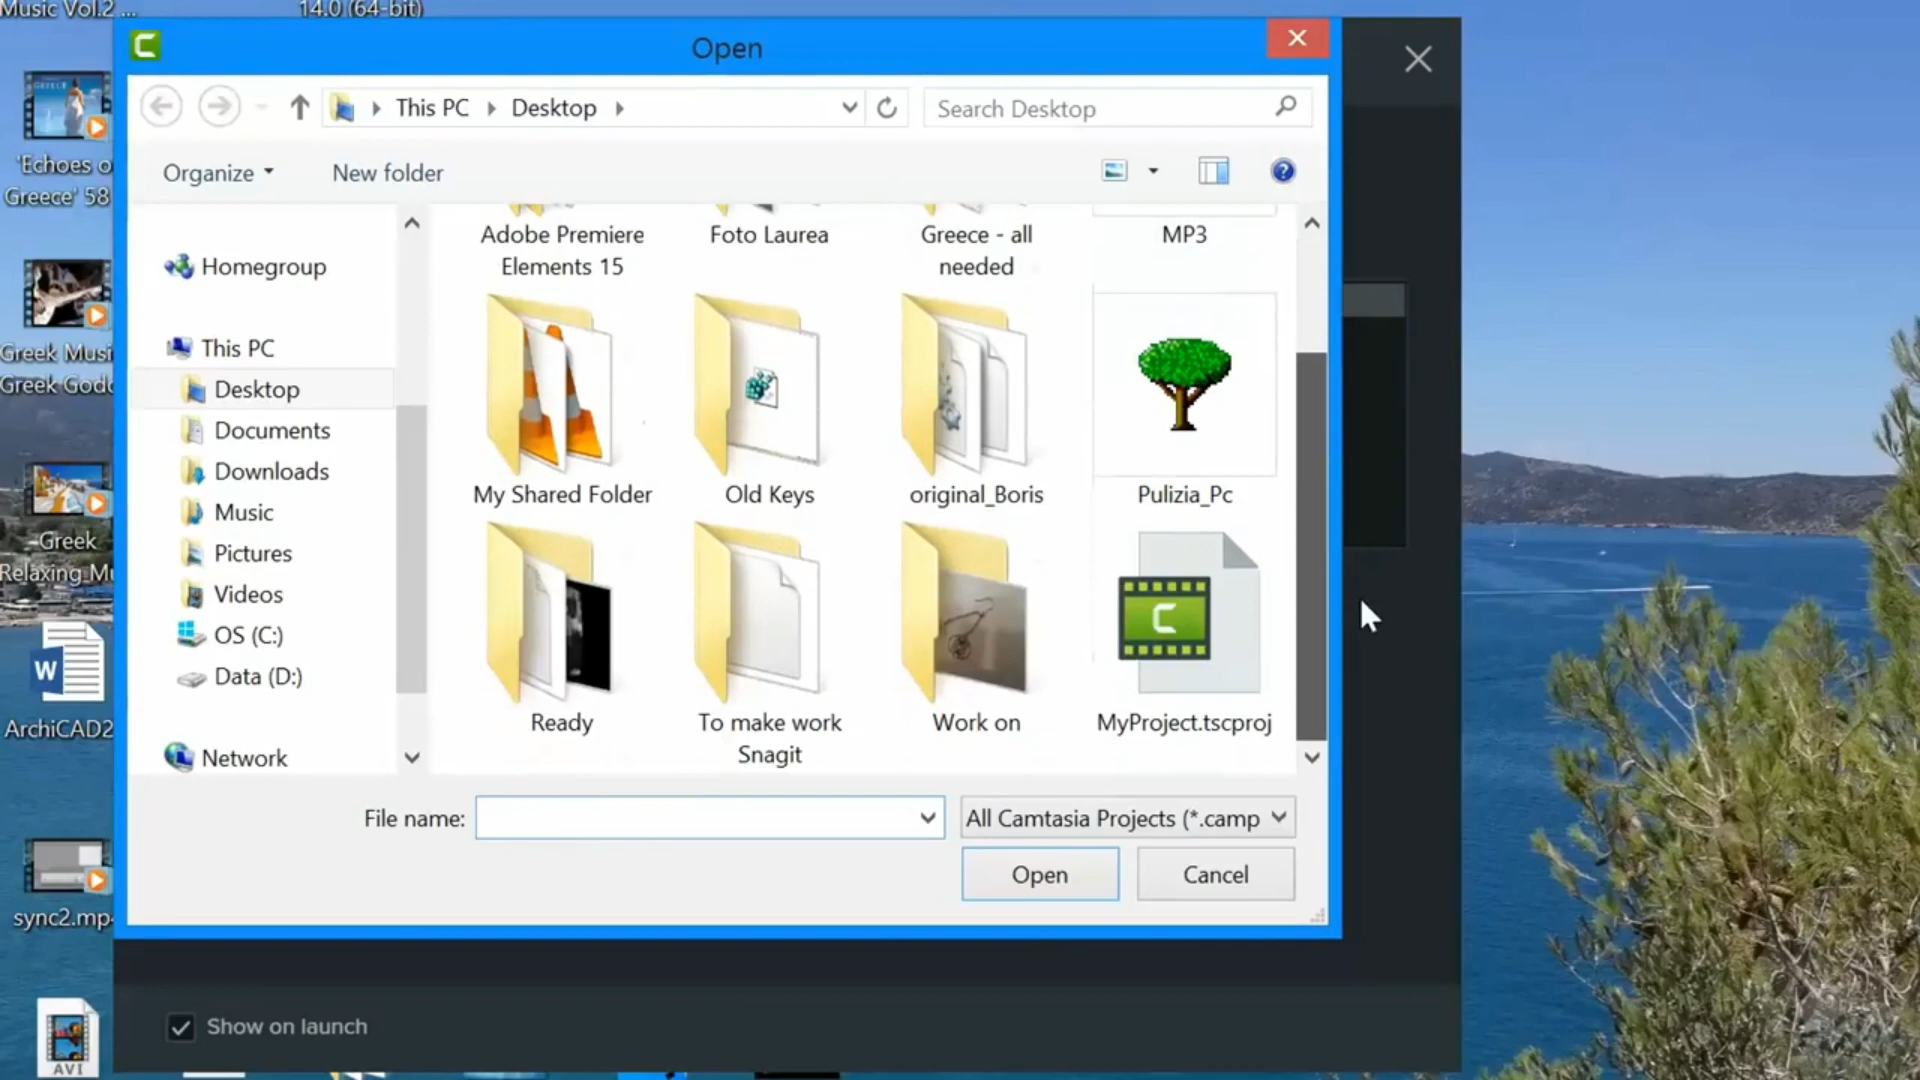 Music Vol.2 ...
14.0 (64-bit)
Open
This PC
Desktop
Search Desktop
Organize
New folder
Homegroup
This PC
Desktop
Documents
Downloads
Music
Pictures
Videos
OS (C:)
Data (D:)
Network
Adobe Premiere
Elements 15
Foto Laurea
Greece - all
needed
MP3
My Shared Folder
Old Keys
original_Boris
Pulizia_Pc
Ready
To make work
Snagit
Work on
MyProject.tscproj
File name:
All Camtasia Projects (*.camp
Open
Cancel
Show on launch
'Echoes o
Greece' 58
Greek Musi
Greek Godd
Greek
Relaxing Mu
W
ArchiCAD2
sync2.mp4
AVI